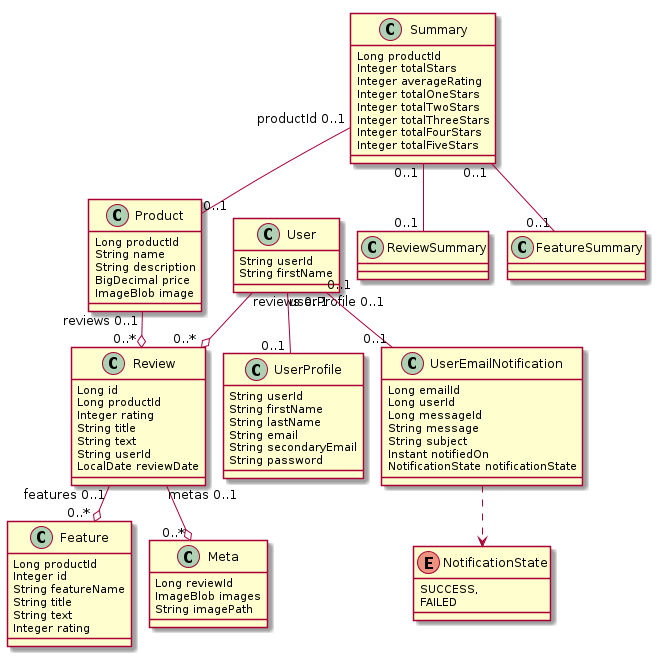 C Summary
Long productId
Integer totalStars
Integer averageRating
Integer totalOneStars
Integer totalTwoStars
Integer totalThreeStars
Integer totalFourStars
Integer totalFiveStars
productId 0..1
0..1
0..1
0..1
0..1
0..1
C Product
Long productId
String name
String description
BigDecimal price
ImageBlob image
C User
String userId
String firstName
C ReviewSummary
C FeatureSummary
reviews 0..1
0..*
reviews 0..1
userProfile 0..1
0..1
0..*
0..1
0..1
C Review
Long id
Long productId
Integer rating
String title
String text
String userId
LocalDate reviewDate
C UserProfile
String userId
String firstName
String lastName
String email
String secondaryEmail
String password
C UserEmailNotification
Long emailId
Long userId
Long messageId
String message
String subject
Instant notifiedOn
NotificationState notificationState
features 0..1
0..*
metas 0..1
0..*
C Feature
Long productId
Integer id
String featureName
String title
String text
Integer rating
C Meta
Long reviewId
ImageBlob images
String imagePath
E NotificationState
SUCCESS,
FAILED